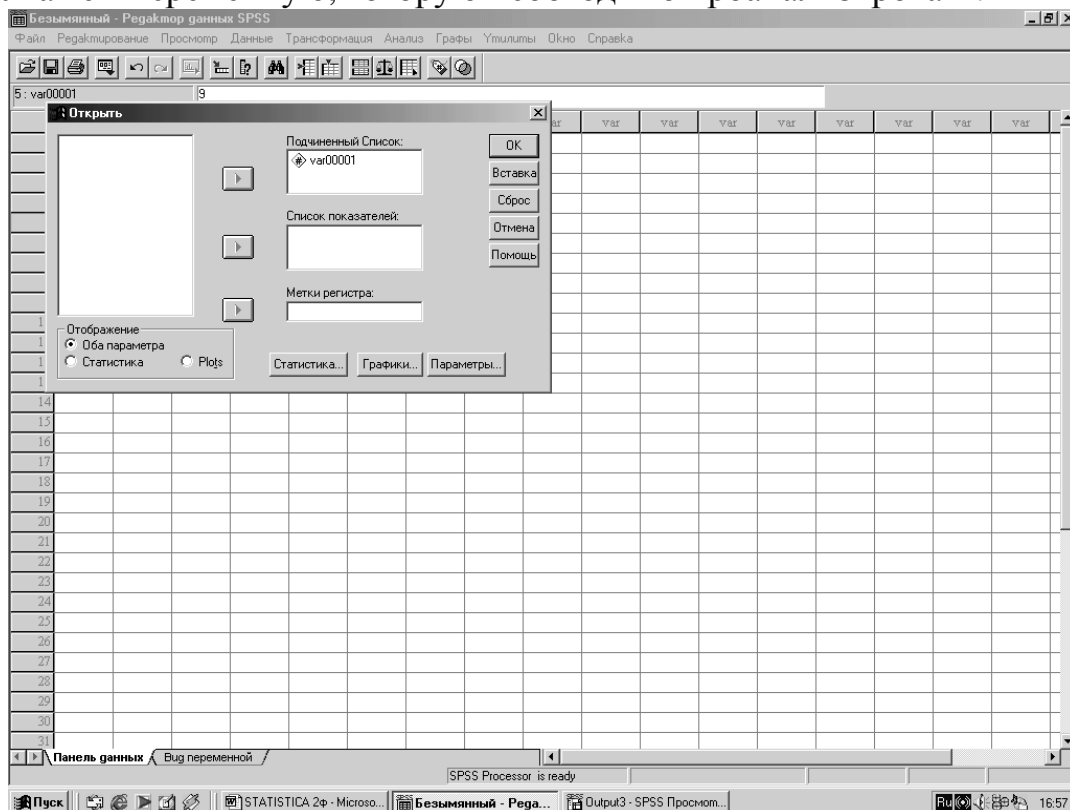 Безымянный - Редактор данных SPSS
Файл Редактирование Просмотр Данные Трансформация Анализ Графы Утилиты Окно Справка
5 : var00001 9
Открыть
var var var var var var var var
Подчиненный Список:
var00001
Список показателей:
Метки регистра:
OK
Вставка
Сброс
Отмена
Помощь
Отображение
Оба параметра
Статистика Plots
Статистика... Графики... Параметры...
14
15
16
17
18
19
20
21
22
23
24
25
26
27
28
29
30
31
Панель данных Вид переменной
SPSS Processor is ready
Пуск STATISTICA 2ф - Microso... Безымянный - Реда... Output3 - SPSS Просмот... Ru 16:57